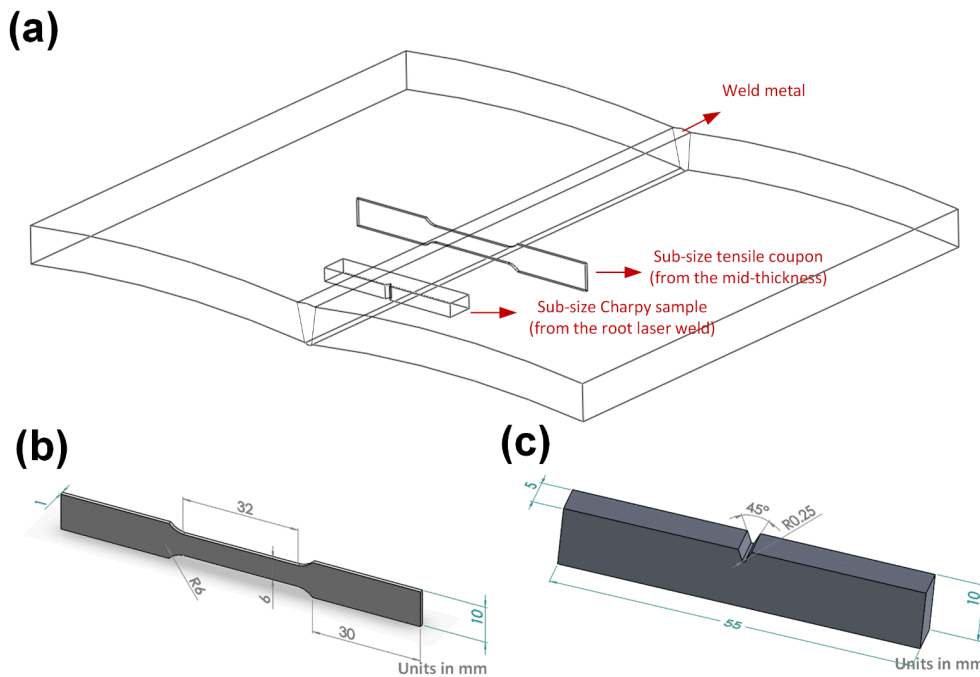 (a)
Weld metal
Sub-size tensile coupon
(from the mid-thickness)
Sub-size Charpy sample
(from the root laser weld)
(b)
1
32
R6
6
10
30
Units in mm
(c)
5
45°
R0.25
55
10
Units in mm